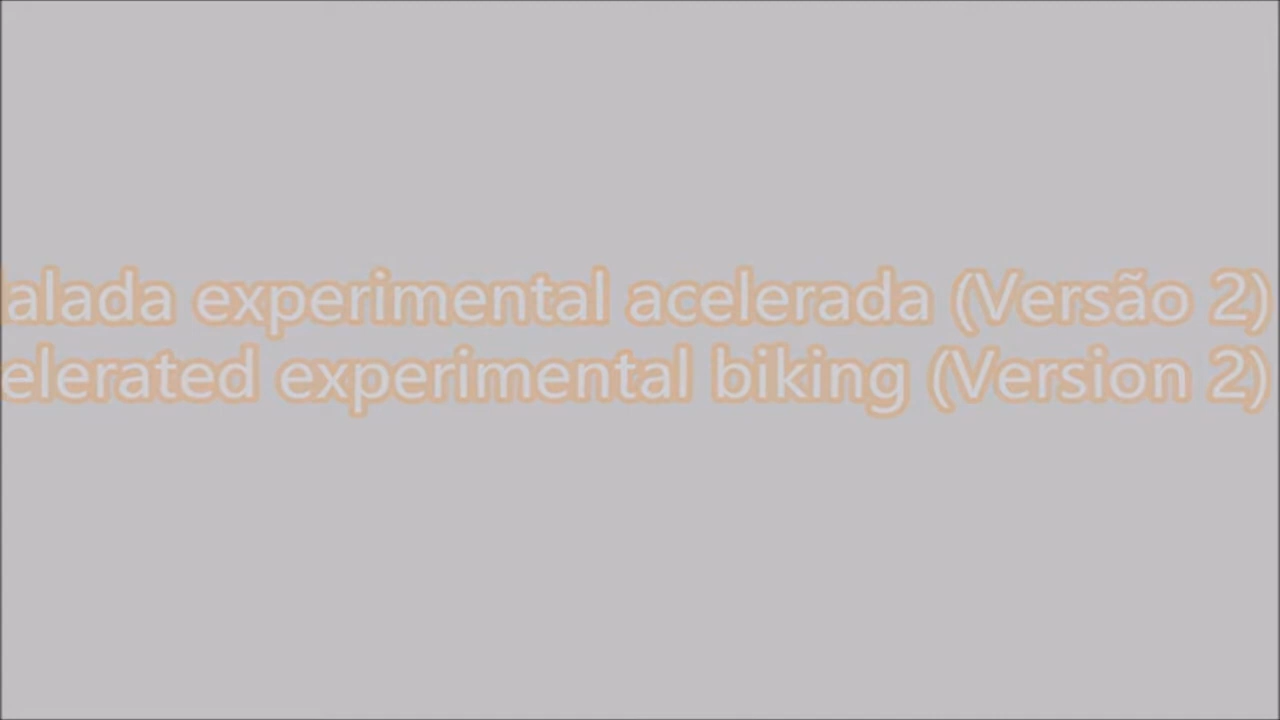 alada experimental acelerada (Versão 2)
elerated experimental biking (Version 2)